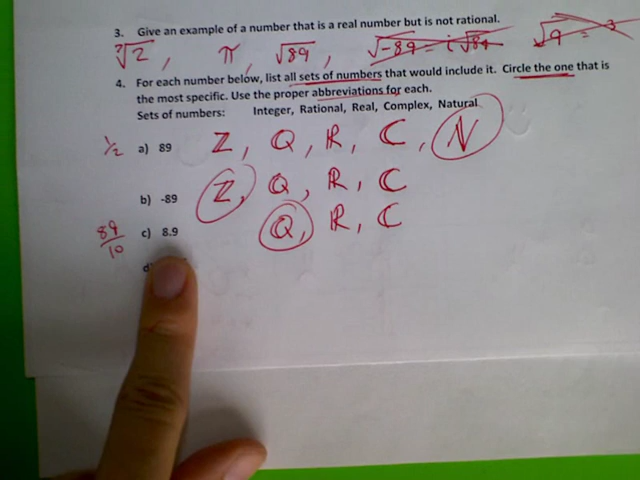 3. Give an example of a number that is a real number but is not rational.
√2, π, √89, √-89 = i√89 √9 = 3
4. For each number below, list all sets of numbers that would include it. Circle the one that is
the most specific. Use the proper abbreviations for each.
Sets of numbers: Integer, Rational, Real, Complex, Natural
1/2 a) 89 ℤ, ℚ, ℝ, ℂ, ℕ
b) -89 ℤ, ℚ, ℝ, ℂ
89/10 c) 8.9 ℚ, ℝ, ℂ